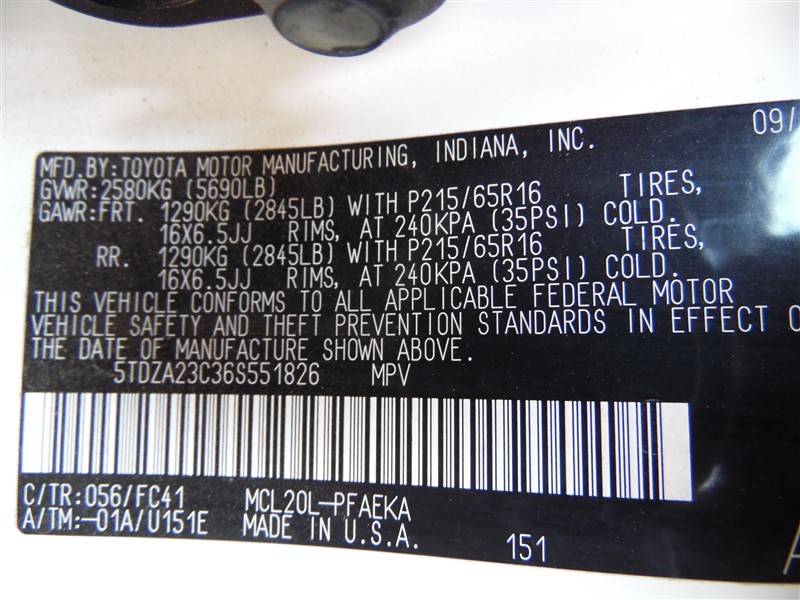 09/
MFD.BY:TOYOTA MOTOR MANUFACTURING, INDIANA, INC.
GVWR:2580KG (5690LB)
GAWR:FRT. 1290KG (2845LB) WITH P215/65R16 TIRES,
16X6.5JJ RIMS, AT 240KPA (35PSI) COLD.
RR. 1290KG (2845LB) WITH P215/65R16 TIRES,
16X6.5JJ RIMS, AT 240KPA (35PSI) COLD.
THIS VEHICLE CONFORMS TO ALL APPLICABLE FEDERAL MOTOR
VEHICLE SAFETY AND THEFT PREVENTION STANDARDS IN EFFECT
THE DATE OF MANUFACTURE SHOWN ABOVE.
5TDZA23C36S551826 MPV
C/TR:056/FC41 MCL20L-PFAEKA
A/TM:-01A/U151E MADE IN U.S.A.
151